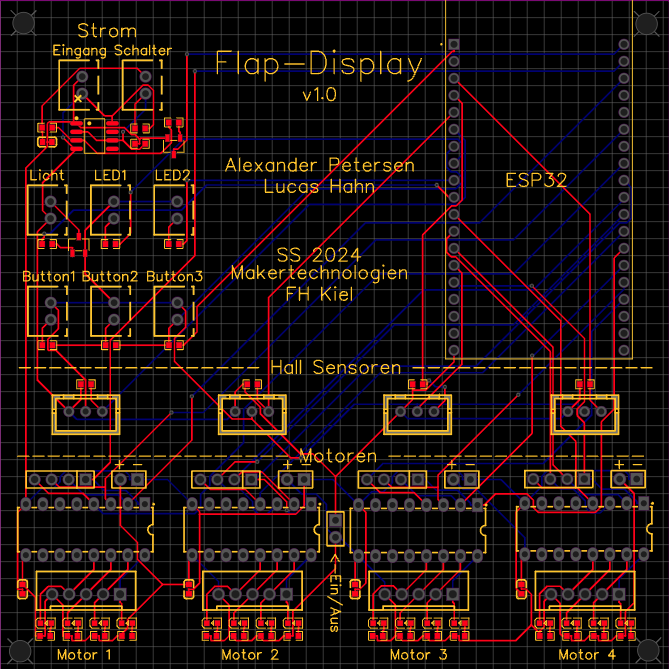 Strom
Eingang Schalter
Flap-Display
v1.0
Alexander Petersen
Lucas Hahn
ESP32
Licht LED1 LED2
SS 2024
Makertechnologien
FH Kiel
Button1 Button2 Button3
Hall Sensoren
Motoren
+ - + - + - + -
<-Ein/Aus
Motor 1 Motor 2 Motor 3 Motor 4